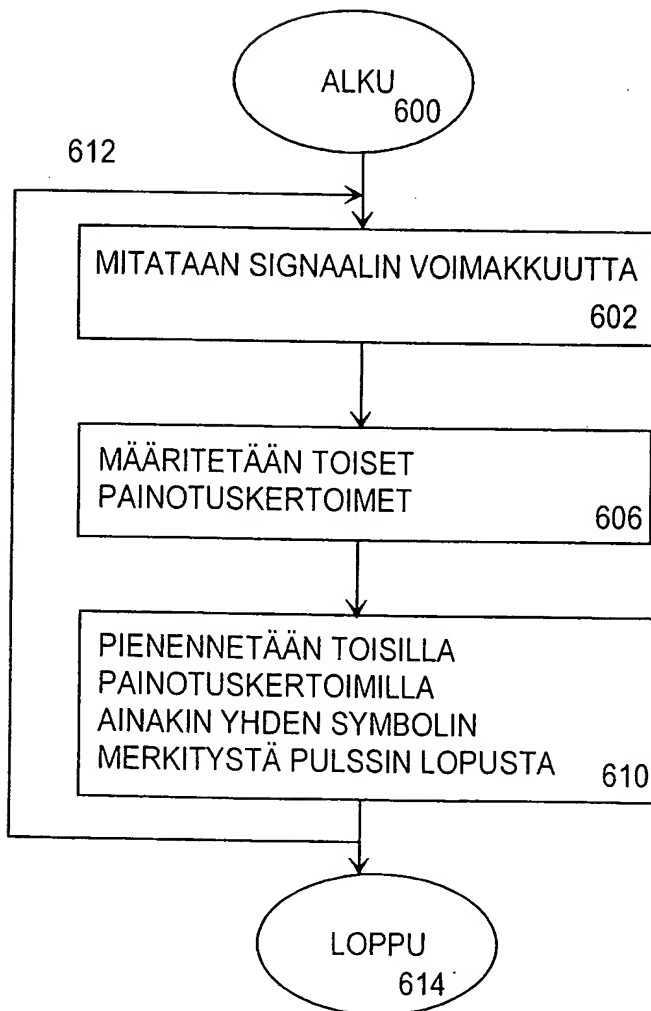 ALKU
600
612
MITATAAN SIGNAALIN VOIMAKKUUTTA
602
MÄÄRITETÄÄN TOISET
PAINOTUSKERTOIMET
606
PIENENNETÄÄN TOISILLA
PAINOTUSKERTOIMILLA
AINAKIN YHDEN SYMBOLIN
MERKITYSTÄ PULSSIN LOPUSTA
610
LOPPU
614